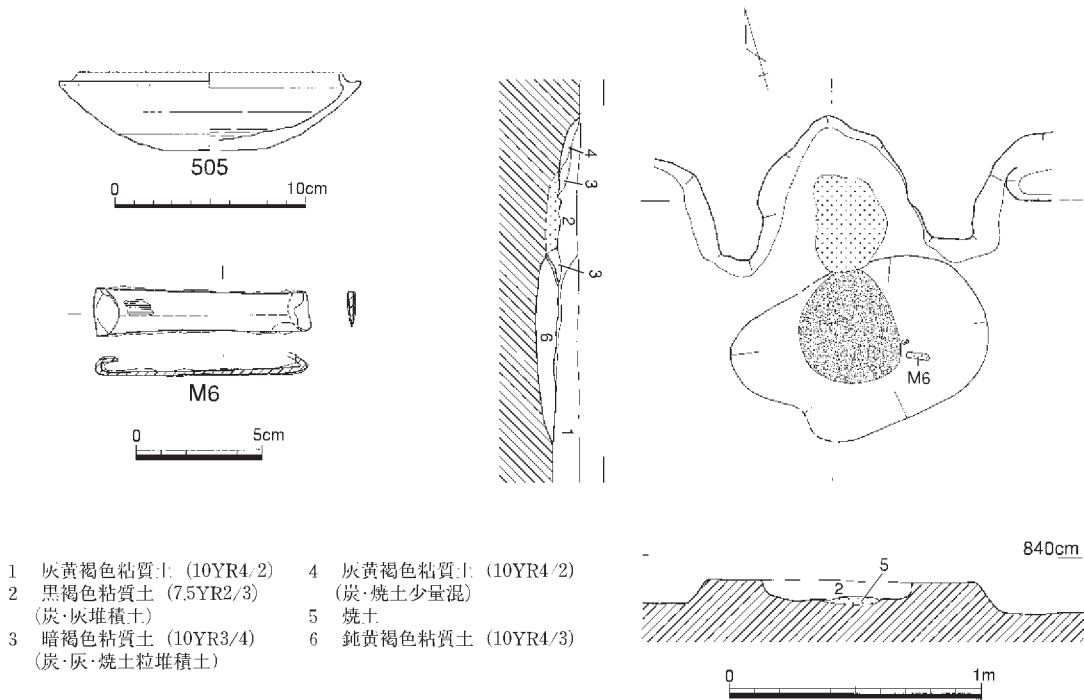 505
0 10cm
M6
0 5cm
4
3
2
3
6
1
M6
840cm
5
2
0 1m
1 灰黄褐色粘質土 (10YR4/2)
2 黒褐色粘質土 (7.5YR2/3)
(炭・灰堆積土)
3 暗褐色粘質土 (10YR3/4)
(炭・灰・焼土粒堆積土)
4 灰黄褐色粘質土 (10YR4/2)
(炭・焼土少量混)
5 焼土
6 鈍黄褐色粘質土 (10YR4/3)